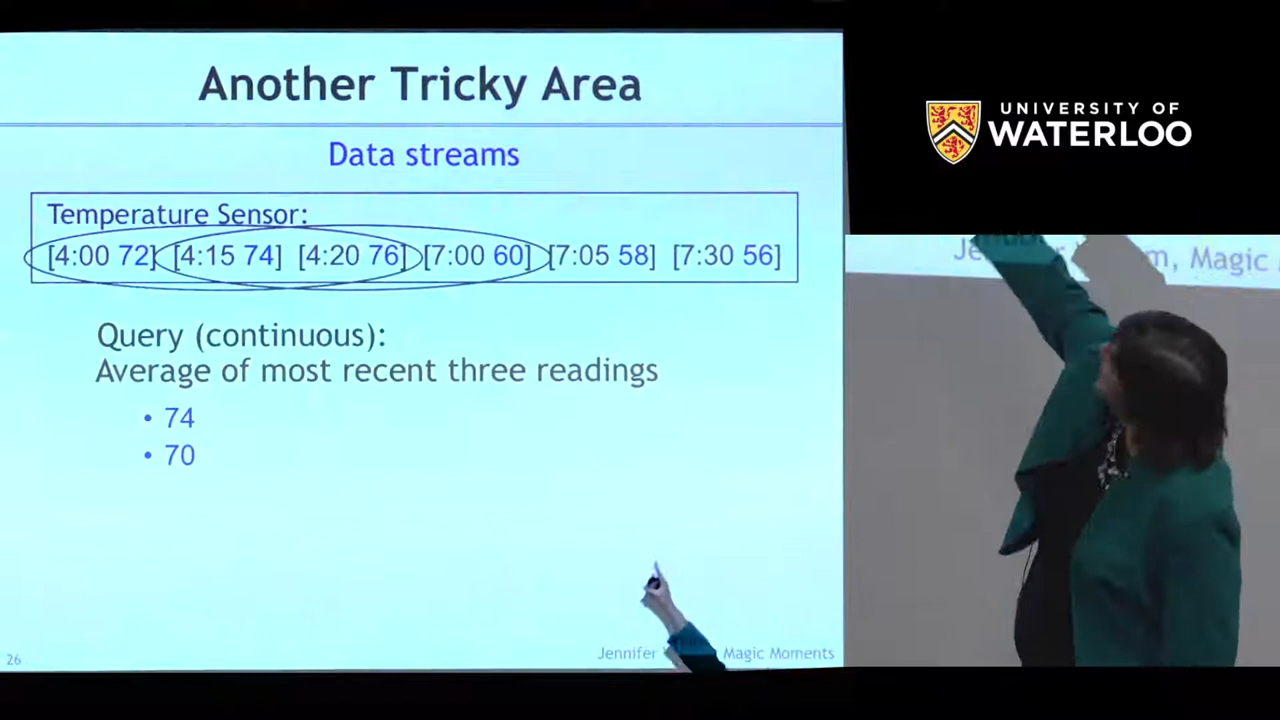 Another Tricky Area
Data streams
Temperature Sensor:
[4:00 72] [4:15 74] [4:20 76] [7:00 60] [7:05 58] [7:30 56]
Query (continuous):
Average of most recent three readings
• 74
• 70
26
Jennifer Magic Moments
UNIVERSITY OF
WATERLOO
Magic